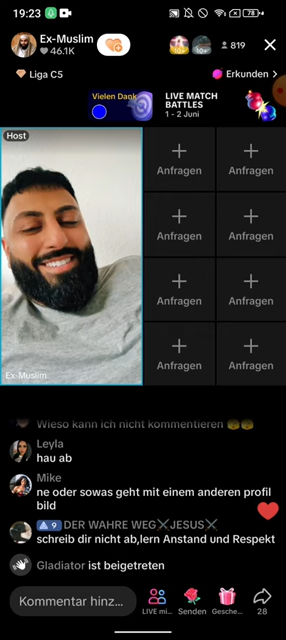 19:23
78
Ex-Muslim
46.1K
819
Liga C5
Erkunden
Vielen Dank
LIVE MATCH
BATTLES
1 - 2 Juni
Host
Anfragen
Anfragen
Anfragen
Anfragen
Anfragen
Anfragen
Anfragen
Anfragen
Ex-Muslim
Wieso kann ich nicht kommentieren
Leyla
hau ab
Mike
ne oder sowas geht mit einem anderen profil
bild
9 DER WAHRE WEG⚔JESUS⚔
schreib dir nicht ab,lern Anstand und Respekt
Gladiator ist beigetreten
Kommentar hinz...
LIVE mi...
Senden
Gesche...
28